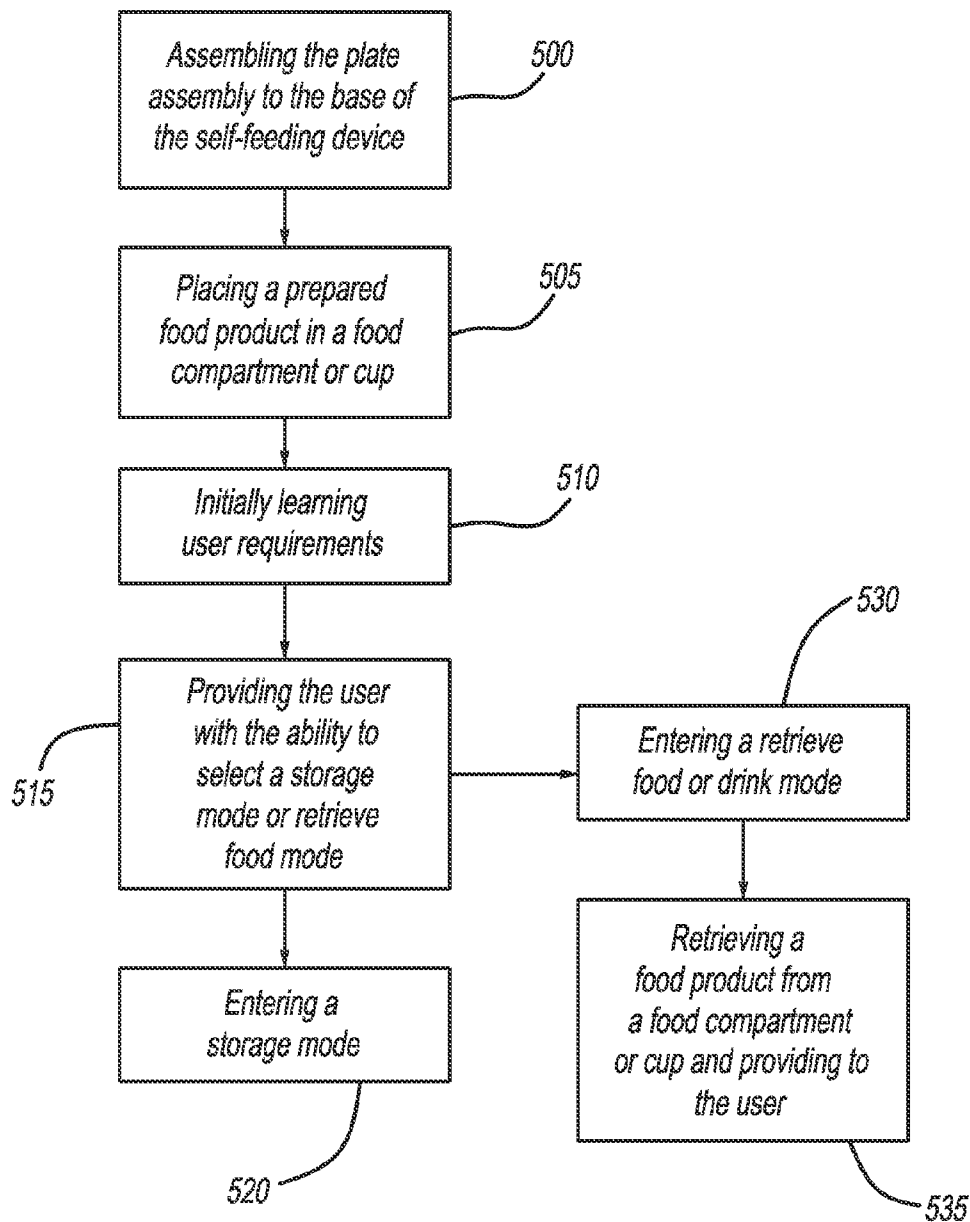 Assembling the plate
assembly to the base of
the self-feeding device
500
Placing a prepared
food product in a food
compartment or cup
505
Initially learning
user requirements
510
Providing the user
with the ability to
select a storage
mode or retrieve
food mode
515
Entering a
storage mode
520
Entering a retrieve
food or drink mode
530
Retrieving a
food product from
a food compartment
or cup and providing to
the user
535